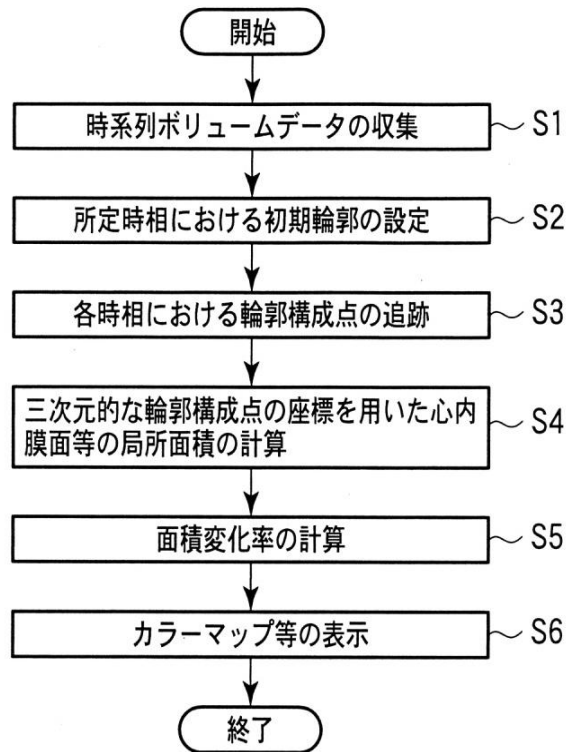 開始
時系列ボリュームデータの収集 S1
所定時相における初期輪郭の設定 S2
各時相における輪郭構成点の追跡 S3
三次元的な輪郭構成点の座標を用いた心内
膜面等の局所面積の計算 S4
面積変化率の計算 S5
カラーマップ等の表示 S6
終了